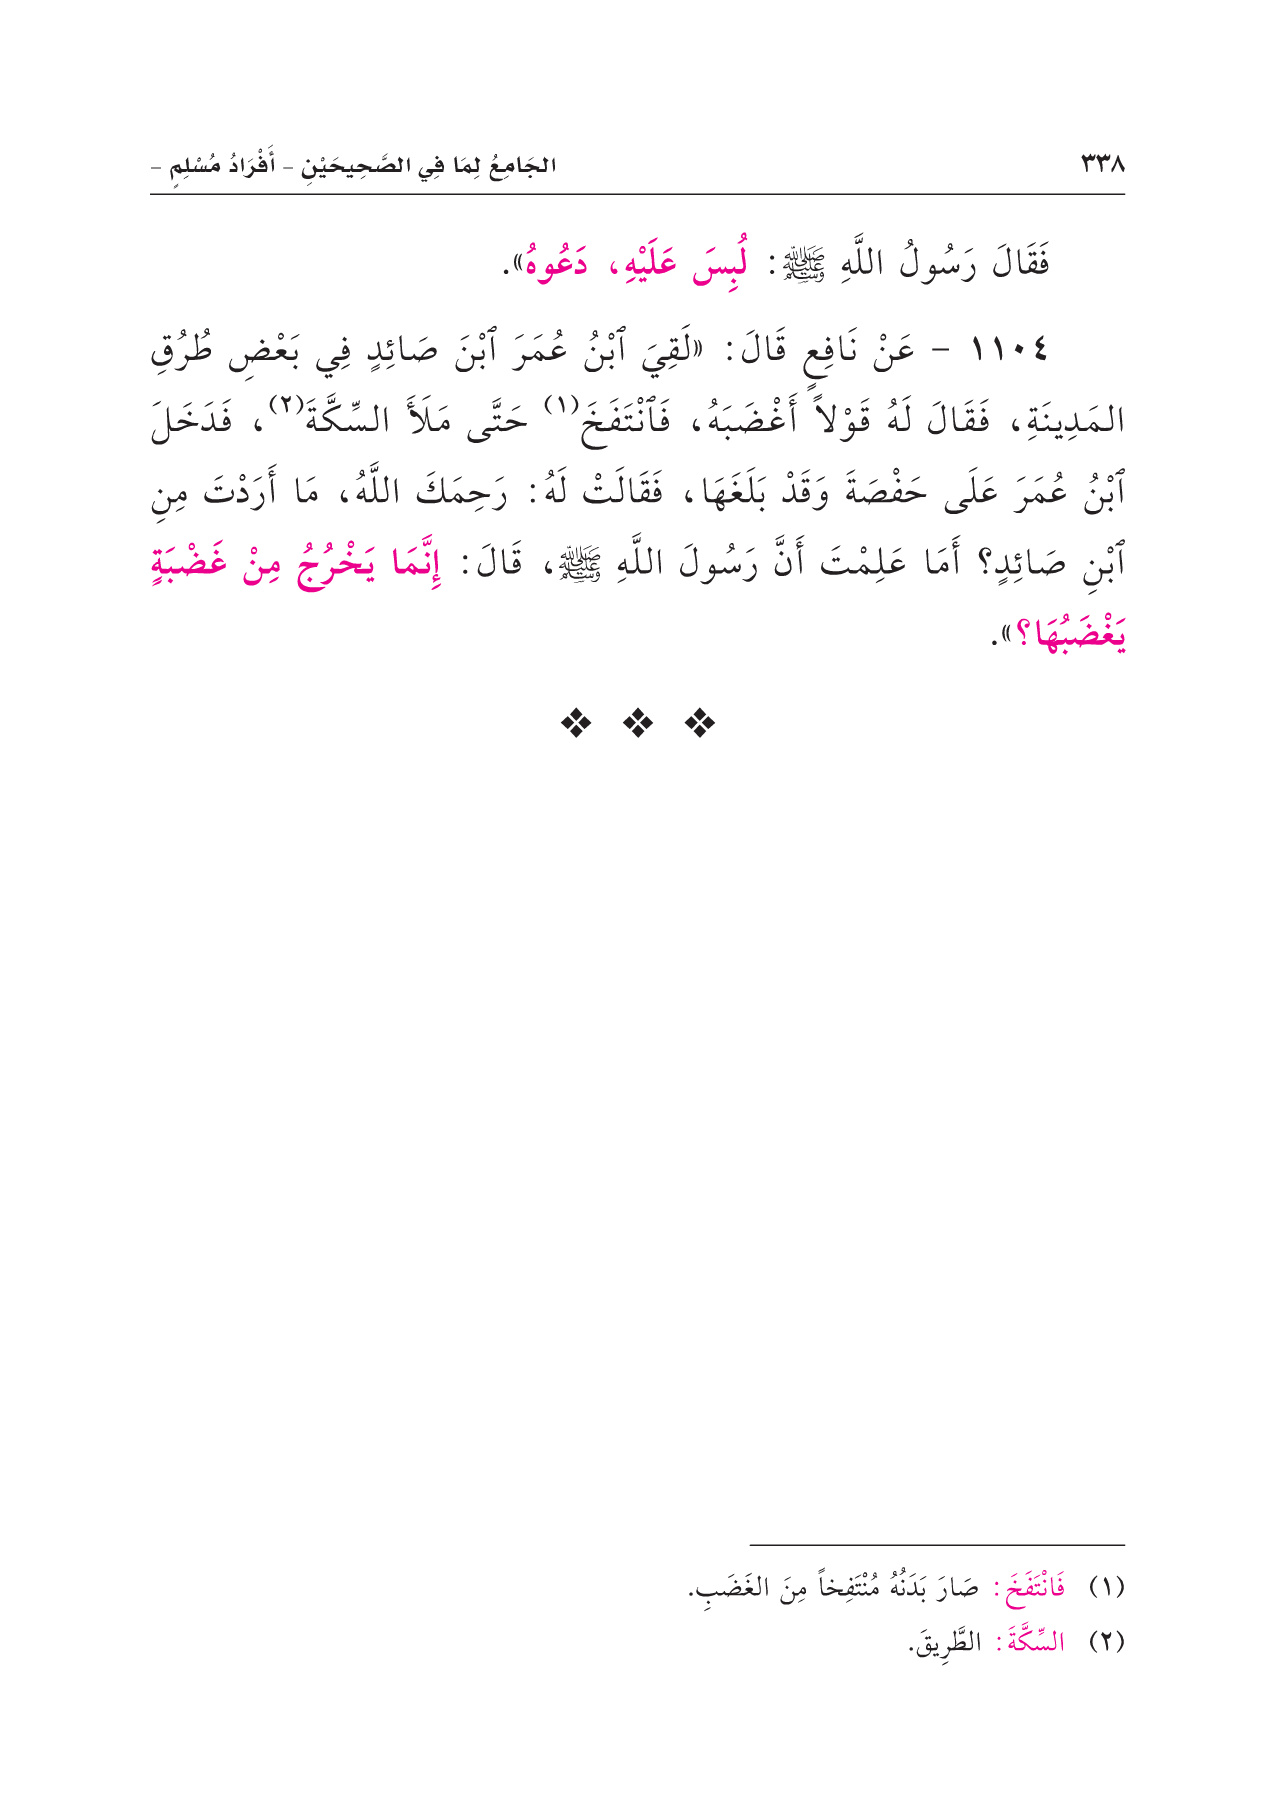 ٣٣٨ الجَامِعُ لِمَا فِي الصَّحِيحَيْنِ - أَفْرَادُ مُسْلِمٍ -
فَقَالَ رَسُولُ اللَّهِ ﷺ: لُبِسَ عَلَيْهِ، دَعُوهُ».
١١٠٤ - عَنْ نَافِعٍ قَالَ: «لَقِيَ ٱبْنُ عُمَرَ ٱبْنَ صَائِدٍ فِي بَعْضِ طُرُقِ
المَدِينَةِ، فَقَالَ لَهُ قَوْلاً أَغْضَبَهُ، فَٱنْتَفَخَ(١) حَتَّى مَلَأَ السِّكَّةَ(٢)، فَدَخَلَ
ٱبْنُ عُمَرَ عَلَى حَفْصَةَ وَقَدْ بَلَغَهَا، فَقَالَتْ لَهُ: رَحِمَكَ اللَّهُ، مَا أَرَدْتَ مِنِ
ٱبْنِ صَائِدٍ؟ أَمَا عَلِمْتَ أَنَّ رَسُولَ اللَّهِ ﷺ، قَالَ: إِنَّمَا يَخْرُجُ مِنْ غَضْبَةٍ
يَغْضَبُهَا؟».
(١) فَانْتَفَخَ: صَارَ بَدَنُهُ مُنْتَفِخاً مِنَ الغَضَبِ.
(٢) السِّكَّةَ: الطَّرِيقَ.